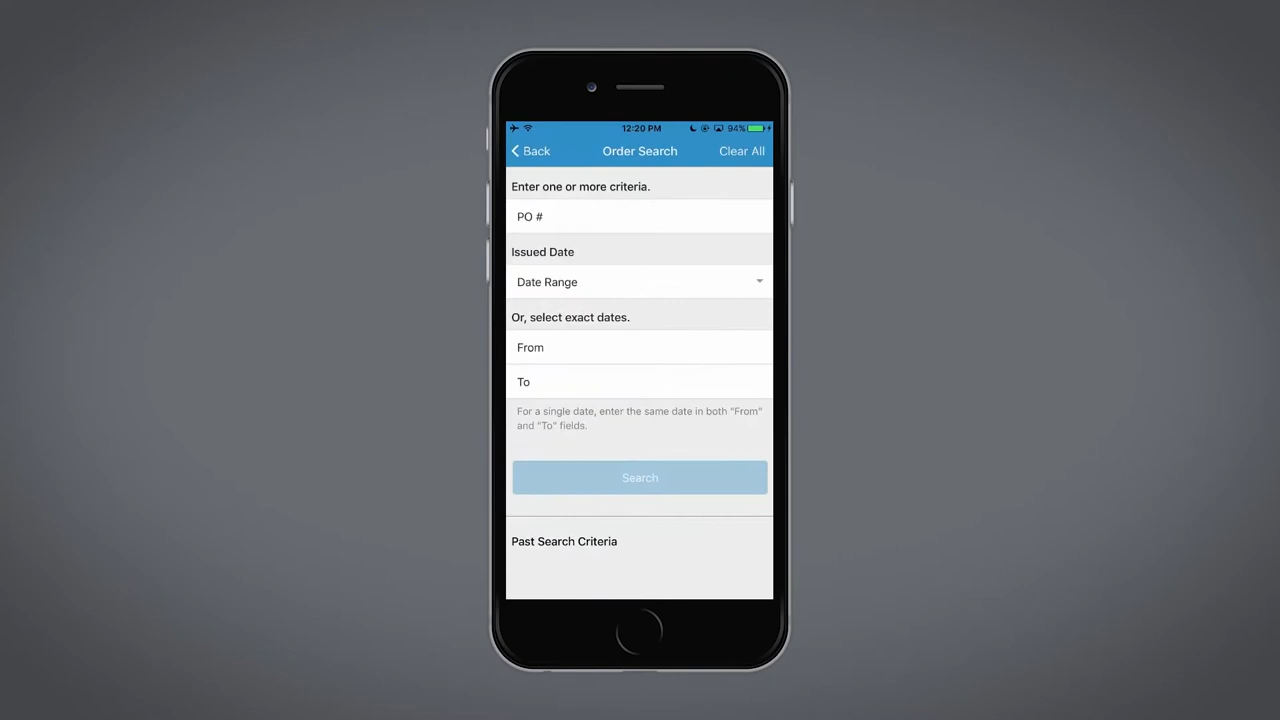 12:20 PM 94%
Back Order Search Clear All
Enter one or more criteria.
PO #
Issued Date
Date Range
Or, select exact dates.
From
To
For a single date, enter the same date in both "From"
and "To" fields.
Search
Past Search Criteria